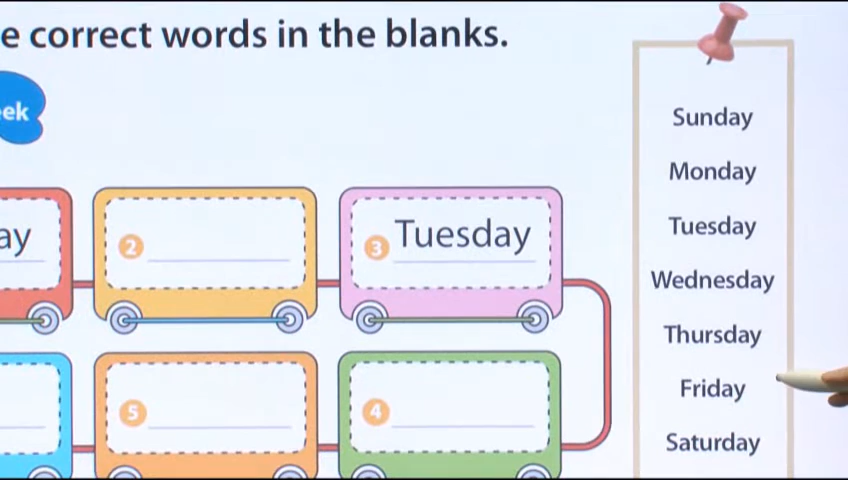 e correct words in the blanks.
eek
ay
2
3 Tuesday
5
4
Sunday
Monday
Tuesday
Wednesday
Thursday
Friday
Saturday